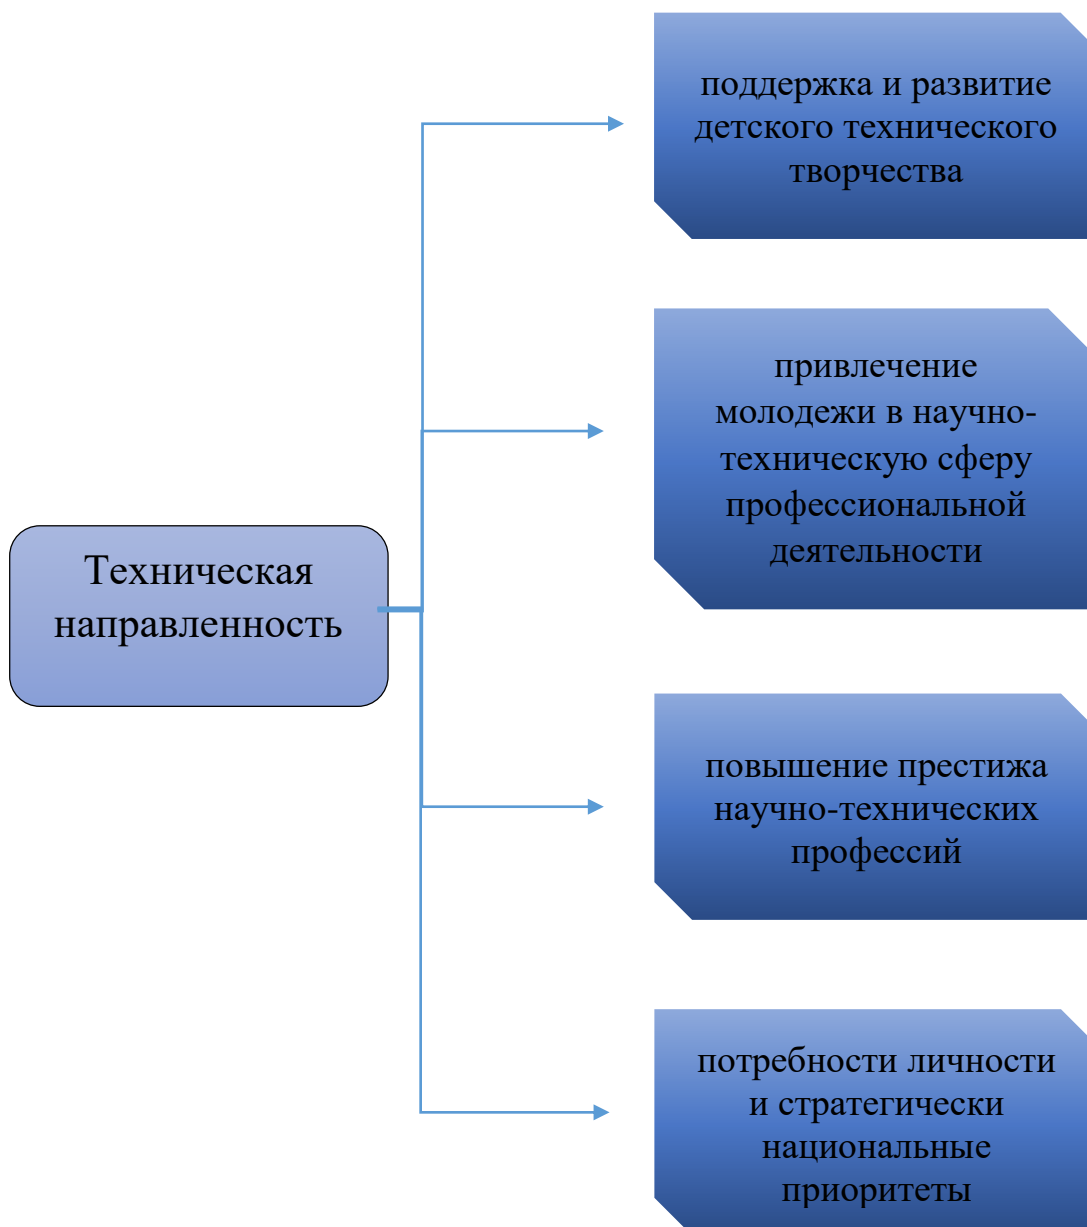 поддержка и развитие
детского технического
творчества
привлечение
молодежи в научно-
техническую сферу
профессиональной
деятельности
Техническая
направленность
повышение престижа
научно-технических
профессий
потребности личности
и стратегически
национальные
приоритеты